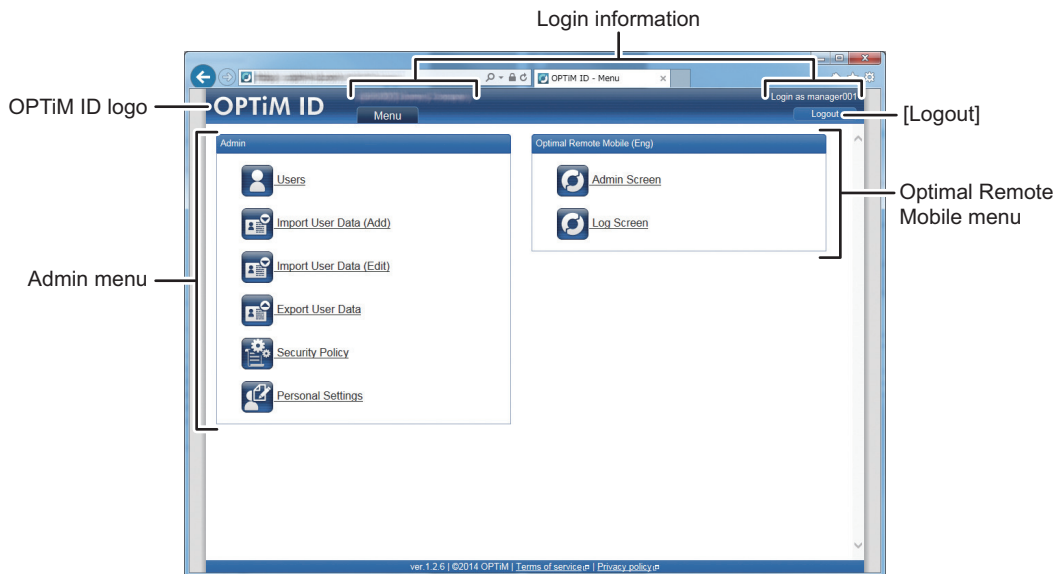 Login information
OPTiM ID - Menu
OPTiM ID logo
OPTiM ID
Menu
Login as manager001
Logout
[Logout]
Admin
Users
Import User Data (Add)
Import User Data (Edit)
Export User Data
Security Policy
Personal Settings
Admin menu
Optimal Remote Mobile (Eng)
Admin Screen
Log Screen
Optimal Remote
Mobile menu
ver.1.2.6 | ©2014 OPTiM | Terms of service | Privacy policy